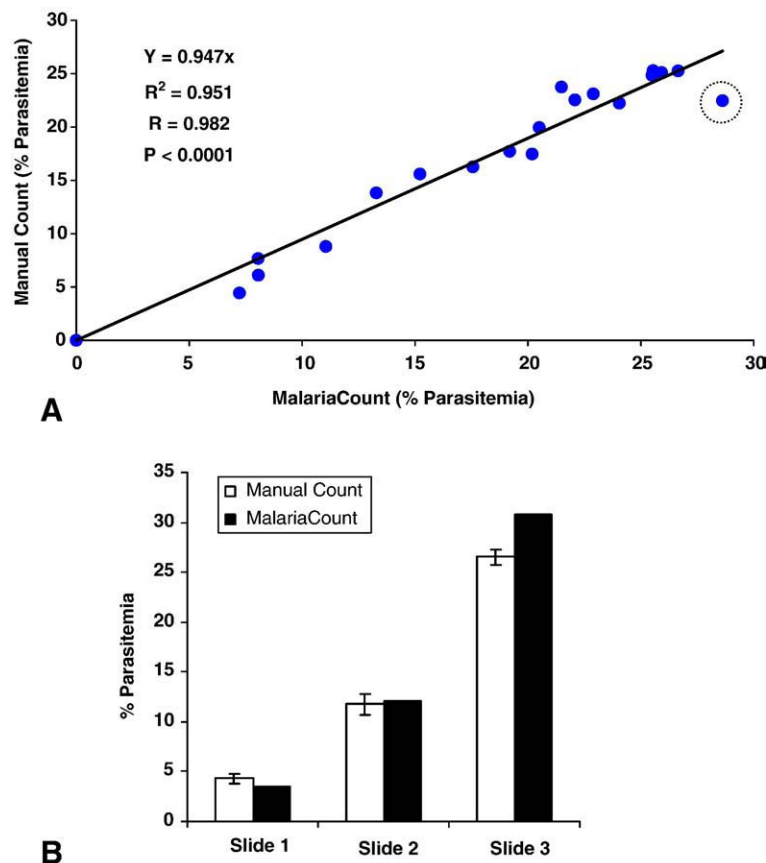 30
25
20
15
10
5
0
Manual Count (% Parasitemia)
Y = 0.947x
R² = 0.951
R = 0.982
P < 0.0001
0 5 10 15 20 25 30
MalariaCount (% Parasitemia)
A
35
30
25
20
15
10
5
0
% Parasitemia
Manual Count
MalariaCount
Slide 1 Slide 2 Slide 3
B